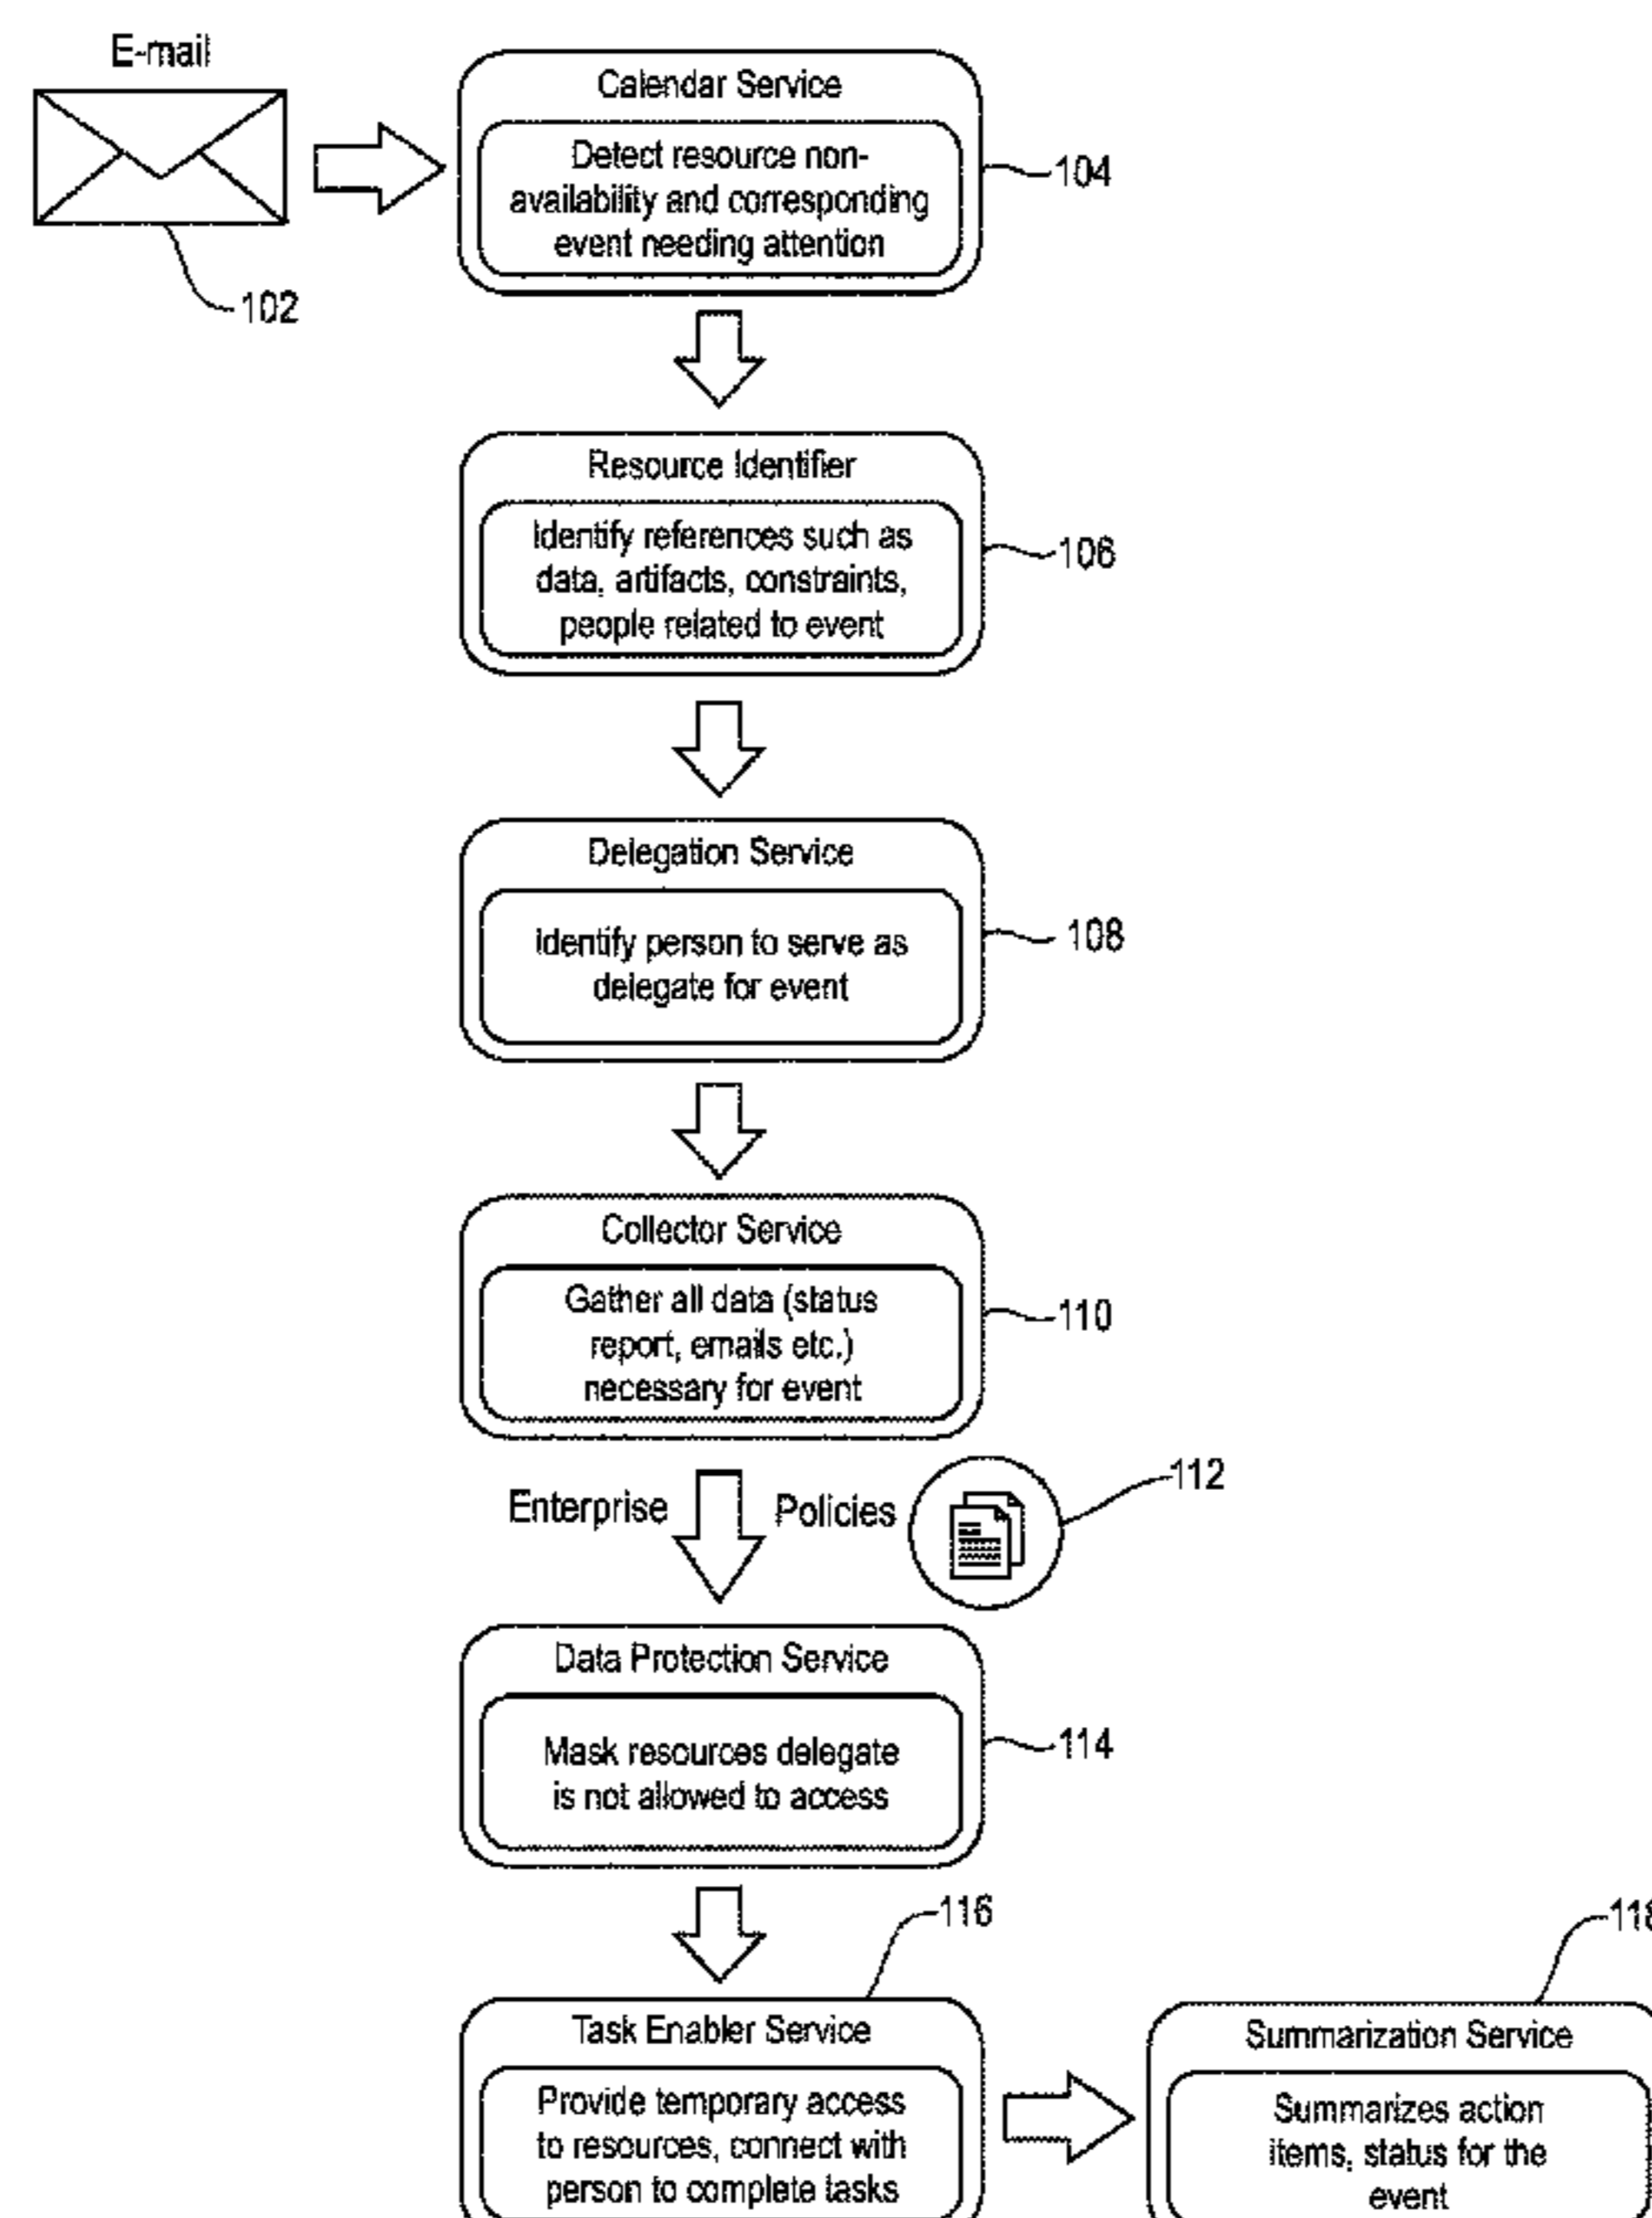 E-mail
102
Calendar Service
Detect resource non-
availability and corresponding
event needing attention
104
Resource Identifier
Identify references such as
data, artifacts, constraints,
people related to event
106
Delegation Service
Identify person to serve as
delegate for event
108
Collector Service
Gather all data (status
report, emails etc.)
necessary for event
110
Enterprise Policies
112
Data Protection Service
Mask resources delegate
is not allowed to access
114
116
Task Enabler Service
Provide temporary access
to resources, connect with
person to complete tasks
118
Summarization Service
Summarizes action
items, status for the
event